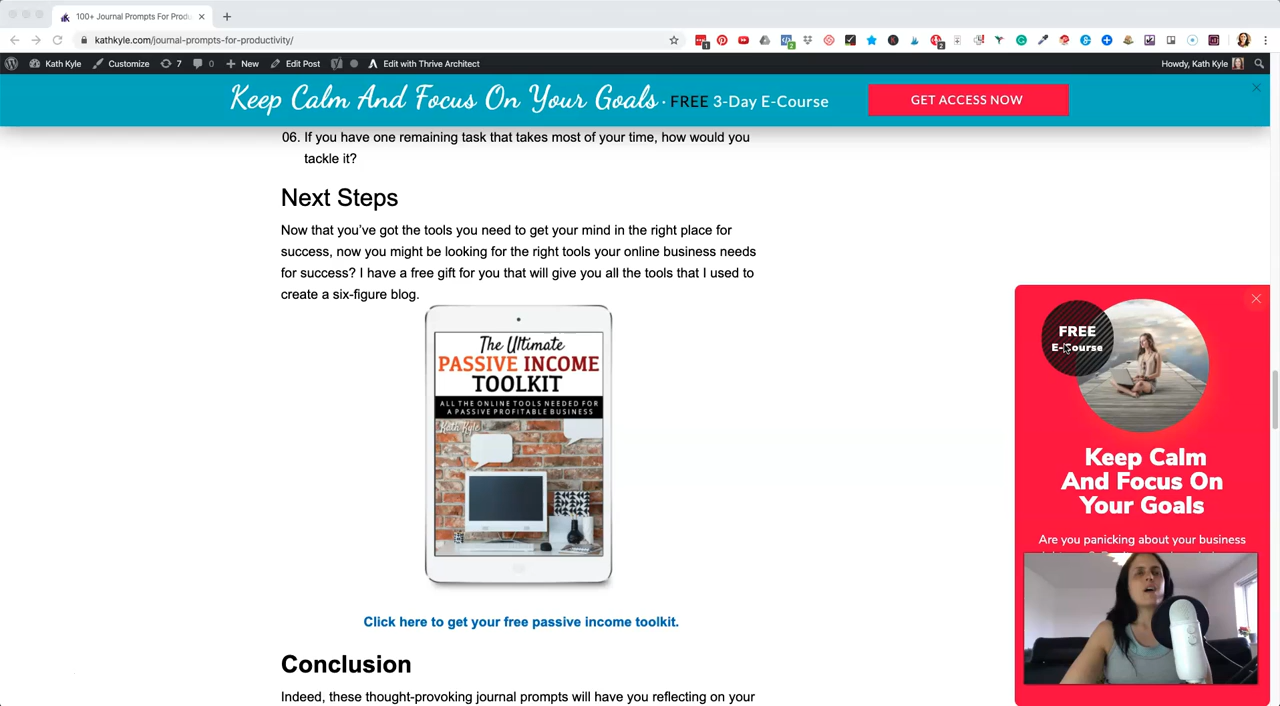 100+ Journal Prompts For Produ
kathkyle.com/journal-prompts-for-productivity/
Kath Kyle
Customize
7
0
New
Edit Post
Edit with Thrive Architect
Howdy, Kath Kyle
Keep Calm And Focus On Your Goals · FREE 3-Day E-Course
GET ACCESS NOW
06. If you have one remaining task that takes most of your time, how would you
tackle it?
Next Steps
Now that you've got the tools you need to get your mind in the right place for
success, now you might be looking for the right tools your online business needs
for success? I have a free gift for you that will give you all the tools that I used to
create a six-figure blog.
The Ultimate
PASSIVE INCOME
TOOLKIT
ALL THE ONLINE TOOLS NEEDED FOR
A PASSIVE PROFITABLE BUSINESS
Kath Kyle
Click here to get your free passive income toolkit.
Conclusion
Indeed, these thought-provoking journal prompts will have you reflecting on your
FREE
E-Course
Keep Calm
And Focus On
Your Goals
Are you panicking about your business